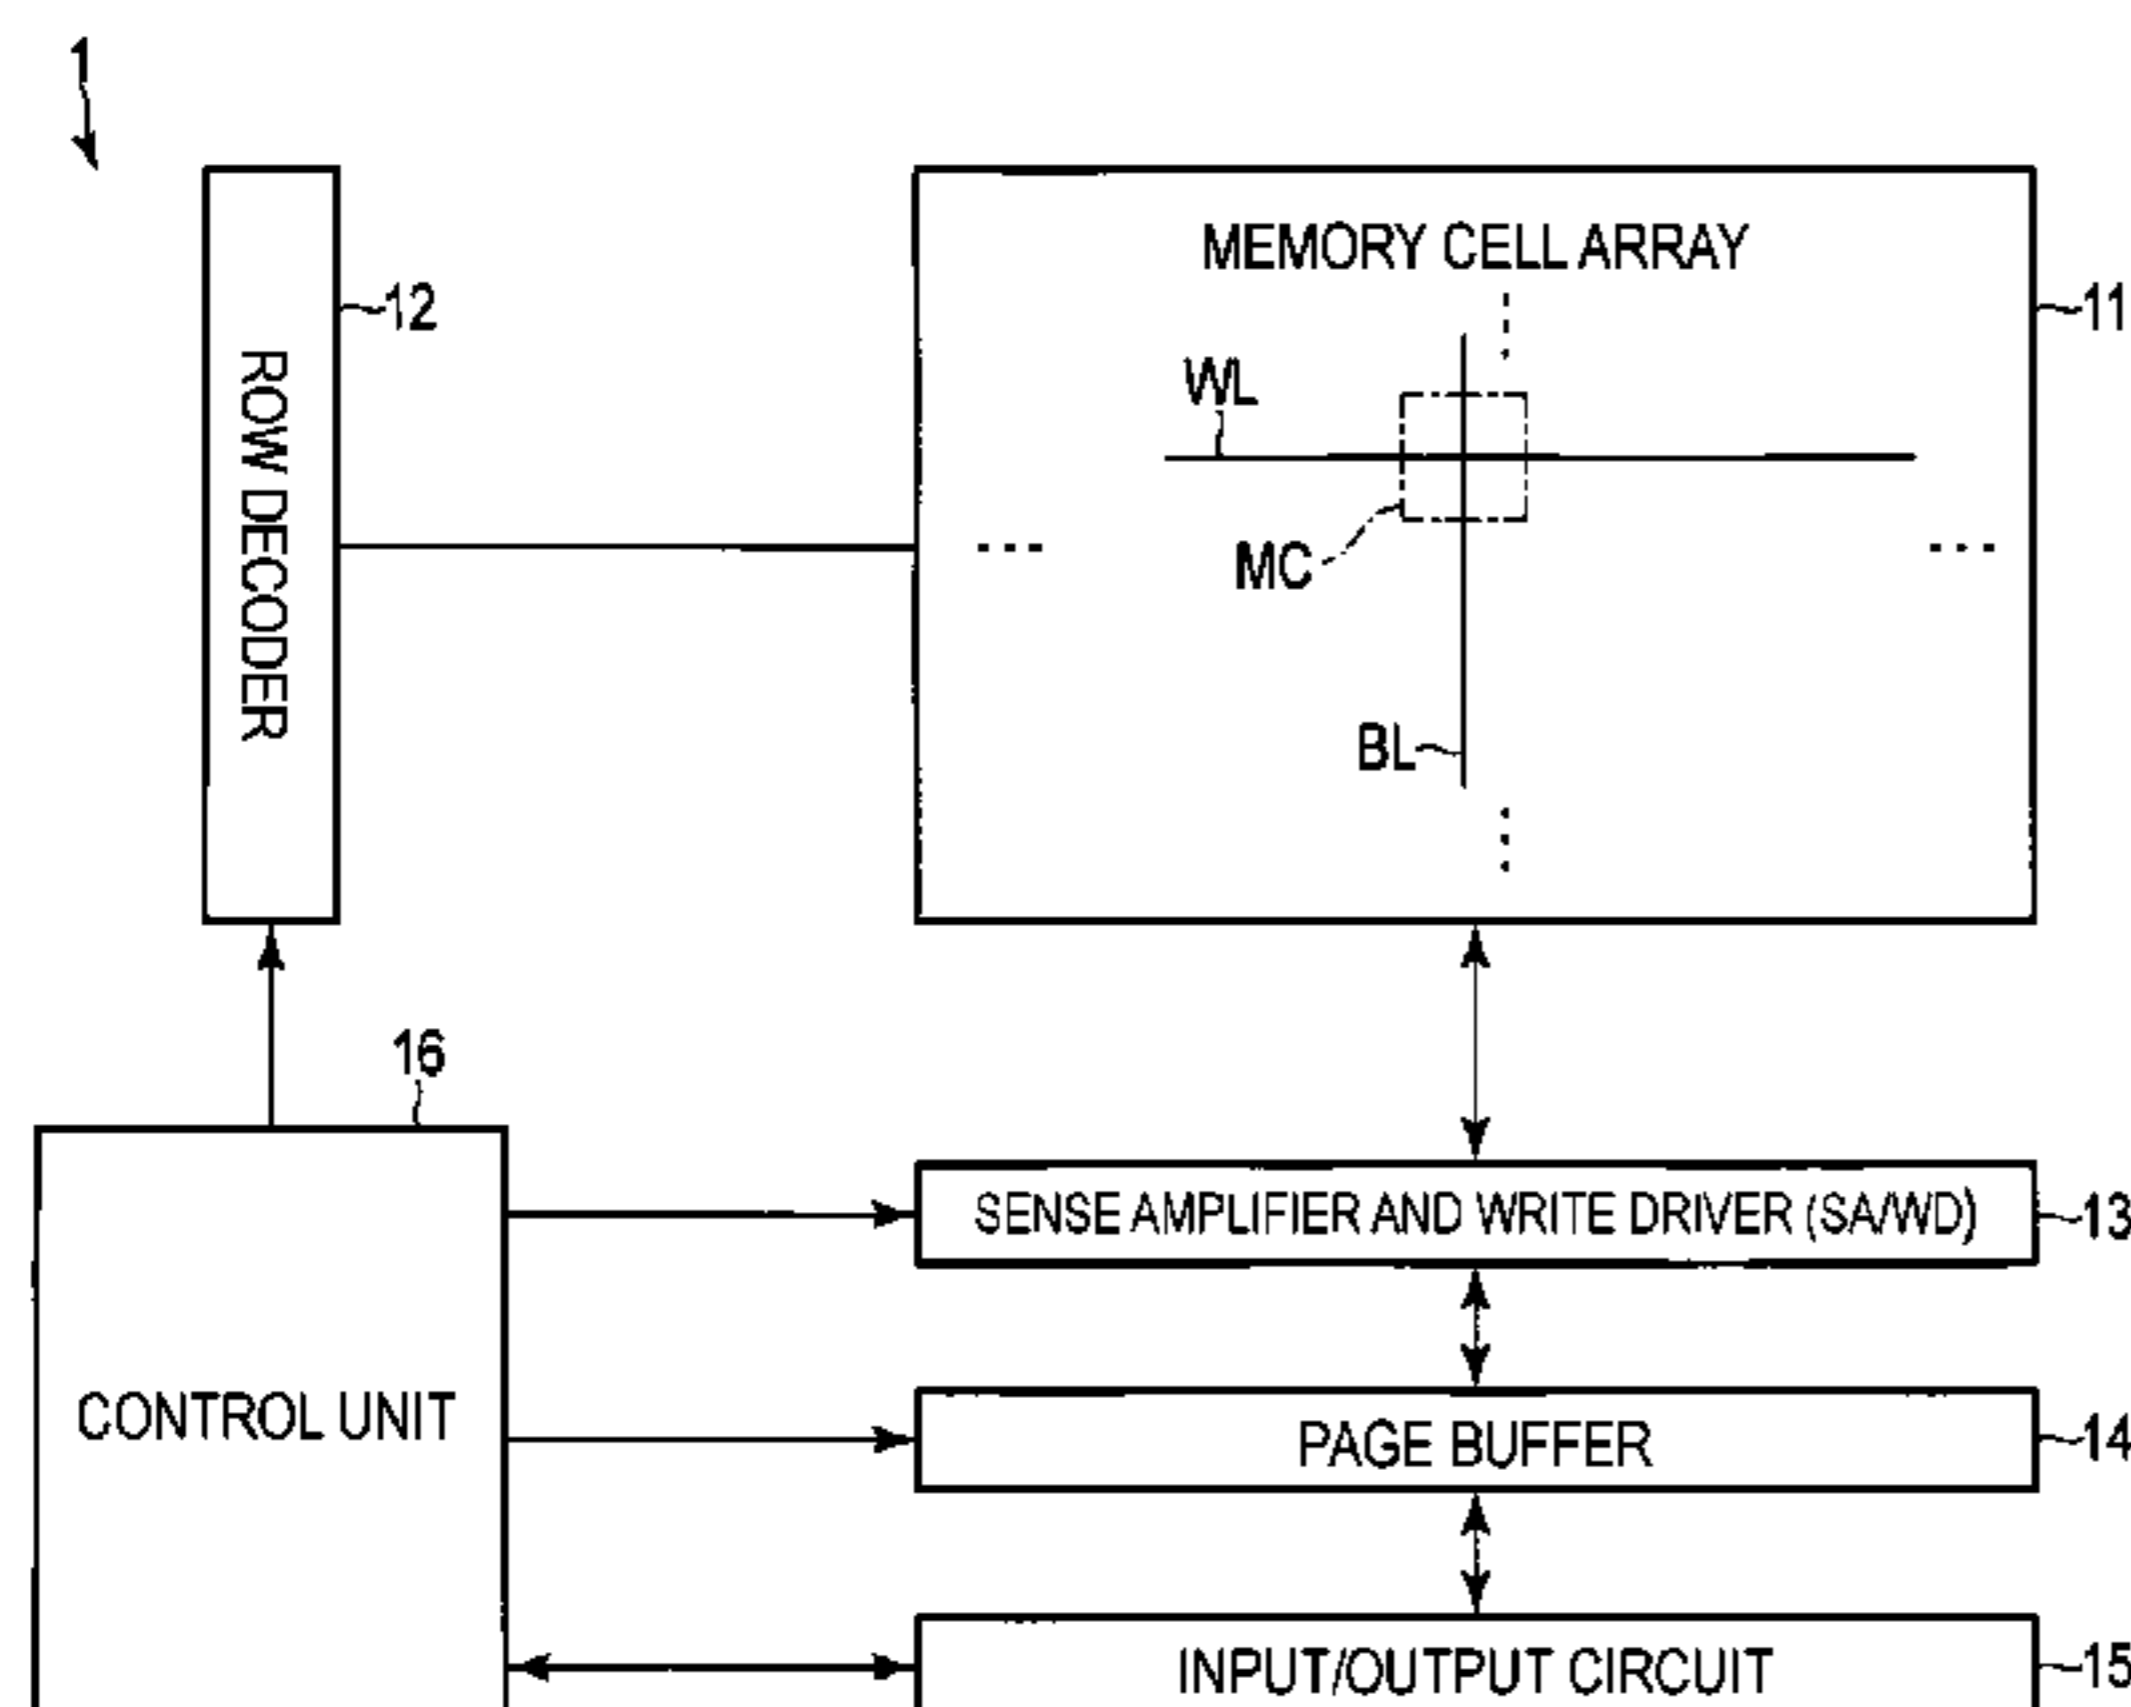 1
12
ROW DECODER
MEMORY CELL ARRAY
11
WL
MC
BL
16
CONTROL UNIT
SENSE AMPLIFIER AND WRITE DRIVER (SA/WD)
13
PAGE BUFFER
14
INPUT/OUTPUT CIRCUIT
15